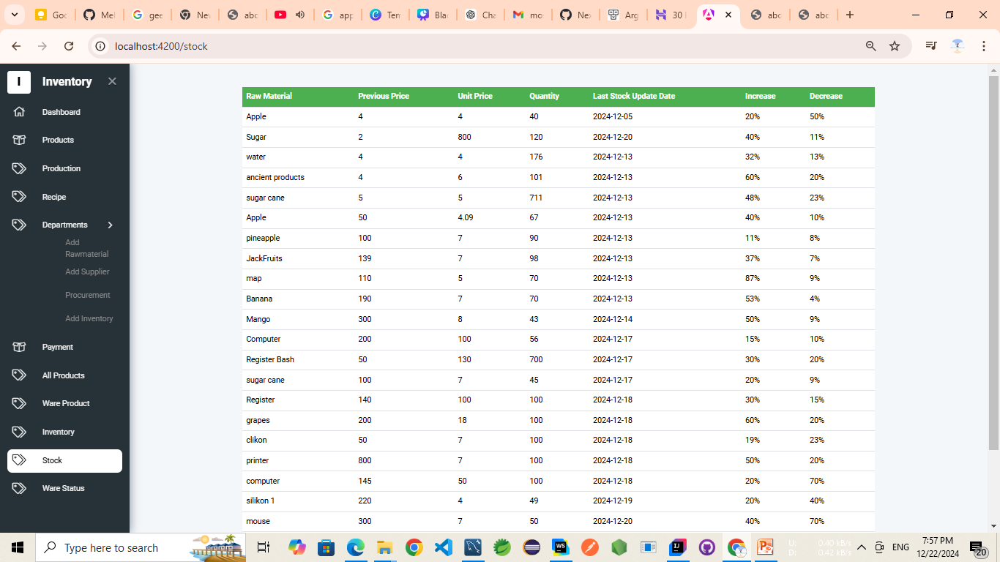 Goc
Mel
gee
Nev
abc
app
Ten
Blac
Cha
mo
Nex
Arg
30
abc
abc
localhost:4200/stock
I Inventory
Dashboard
Products
Production
Recipe
Departments
Add
Rawmaterial
Add Supplier
Procurement
Add Inventory
Payment
All Products
Ware Product
Inventory
Stock
Ware Status
Raw Material Previous Price Unit Price Quantity Last Stock Update Date Increase Decrease
Apple 4 4 40 2024-12-05 20% 50%
Sugar 2 800 120 2024-12-20 40% 11%
water 4 4 176 2024-12-13 32% 13%
ancient products 4 6 101 2024-12-13 60% 20%
sugar cane 5 5 711 2024-12-13 48% 23%
Apple 50 4.09 67 2024-12-13 40% 10%
pineapple 100 7 90 2024-12-13 11% 8%
JackFruits 139 7 98 2024-12-13 37% 7%
map 110 5 70 2024-12-13 87% 9%
Banana 190 7 70 2024-12-13 53% 4%
Mango 300 8 43 2024-12-14 50% 9%
Computer 200 100 56 2024-12-17 15% 10%
Register Bash 50 130 700 2024-12-17 30% 20%
sugar cane 100 7 45 2024-12-17 20% 9%
Register 140 100 100 2024-12-18 30% 15%
grapes 200 18 100 2024-12-18 60% 20%
clikon 50 7 100 2024-12-18 19% 23%
printer 800 7 100 2024-12-18 50% 20%
computer 145 50 100 2024-12-18 20% 70%
silikon 1 220 4 49 2024-12-19 20% 40%
mouse 300 7 50 2024-12-20 40% 70%
Type here to search
U: 0.40 kB/s
D: 0.42 kB/s
ENG
7:57 PM
12/22/2024
20